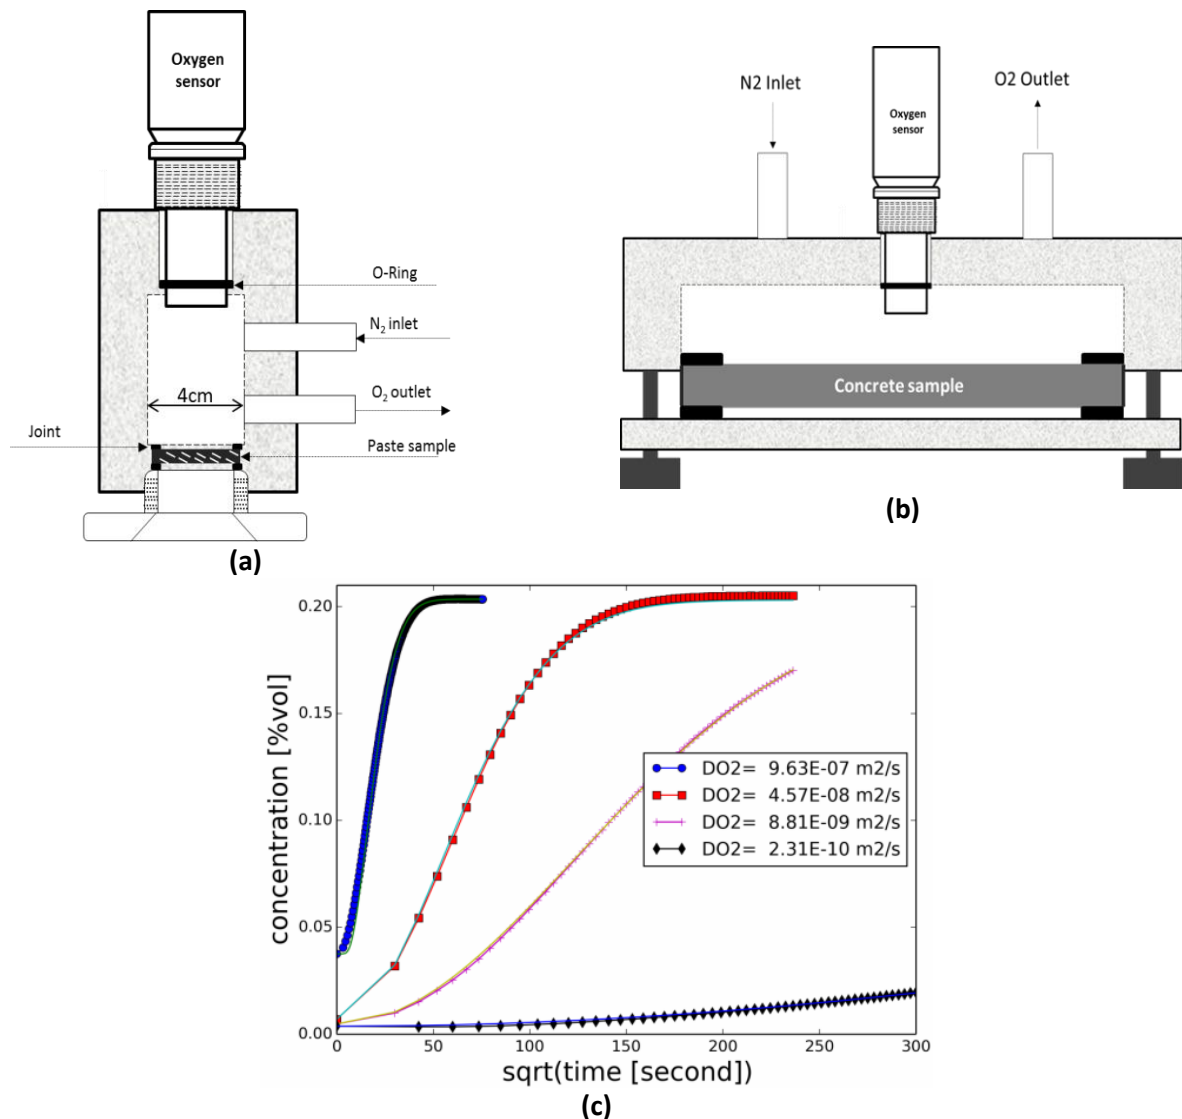 Oxygen
sensor
O-Ring
N2 inlet
4cm
O2 outlet
Joint
Paste sample
(a)
N2 Inlet
O2 Outlet
Oxygen
sensor
Concrete sample
(b)
concentration [%vol]
0.20
0.15
0.10
0.05
0.00
DO2= 9.63E-07 m2/s
DO2= 4.57E-08 m2/s
DO2= 8.81E-09 m2/s
DO2= 2.31E-10 m2/s
0 50 100 150 200 250 300
sqrt(time [second])
(c)